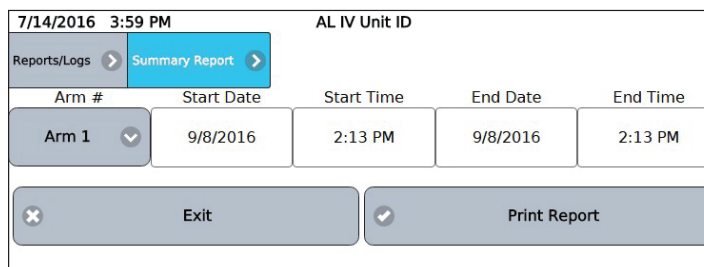 7/14/2016 3:59 PM AL IV Unit ID
Reports/Logs Summary Report
Arm # Start Date Start Time End Date End Time
Arm 1 9/8/2016 2:13 PM 9/8/2016 2:13 PM
Exit Print Report